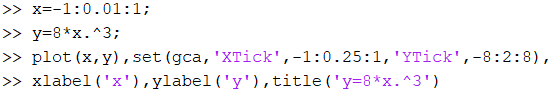 >> x=-1:0.01:1;
>> y=8*x.^3;
>> plot(x,y),set(gca,'XTick',-1:0.25:1,'YTick',-8:2:8),
>> xlabel('x'),ylabel('y'),title('y=8*x.^3')